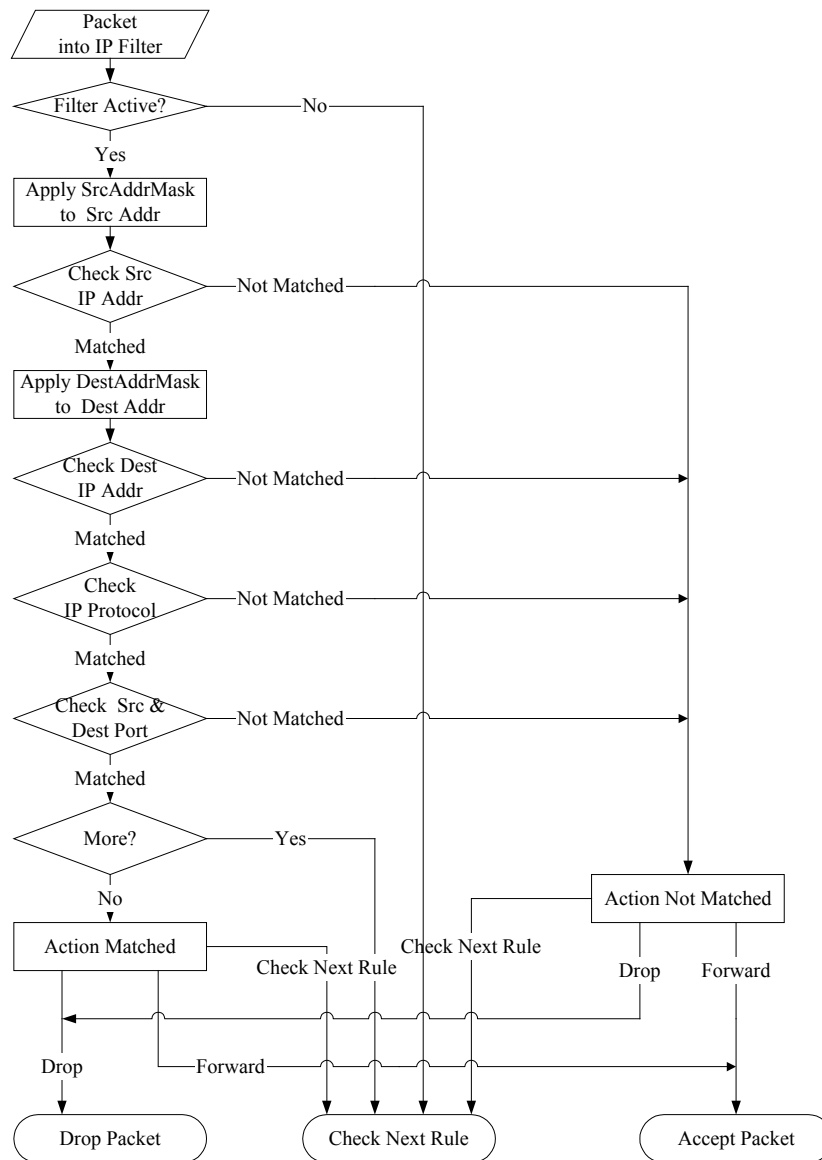 Packet
into IP Filter
Filter Active?
No
Yes
Apply SrcAddrMask
to Src Addr
Check Src
IP Addr
Not Matched
Matched
Apply DestAddrMask
to Dest Addr
Check Dest
IP Addr
Not Matched
Matched
Check
IP Protocol
Not Matched
Matched
Check Src &
Dest Port
Not Matched
Matched
More?
Yes
No
Action Not Matched
Action Matched
Check Next Rule
Check Next Rule
Drop
Forward
Drop
Forward
Drop Packet
Check Next Rule
Accept Packet